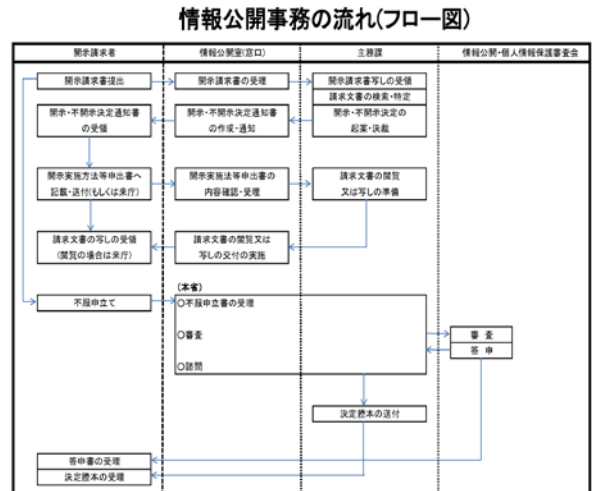 情報公開事務の流れ(フロー図)
開示請求者
情報公開室(窓口)
主務課
情報公開・個人情報保護審査会
開示請求書提出
開示請求書の受理
開示請求書写しの受領
請求文書の検索・特定
開示・不開示決定通知書
の受領
開示・不開示決定通知書
の作成・通知
開示・不開示決定の
起案・決裁
開示実施方法等申出書へ
記載・送付(もしくは来庁)
開示実施法等申出書の
内容確認・受理
請求文書の閲覧
又は写しの準備
請求文書の写しの受領
(閲覧の場合は来庁)
請求文書の閲覧又は
写しの交付の実施
不服申立て
(本省)
○不服申立書の受理
○審査
○諮問
審 査
答 申
決定謄本の送付
答申書の受理
決定謄本の受理